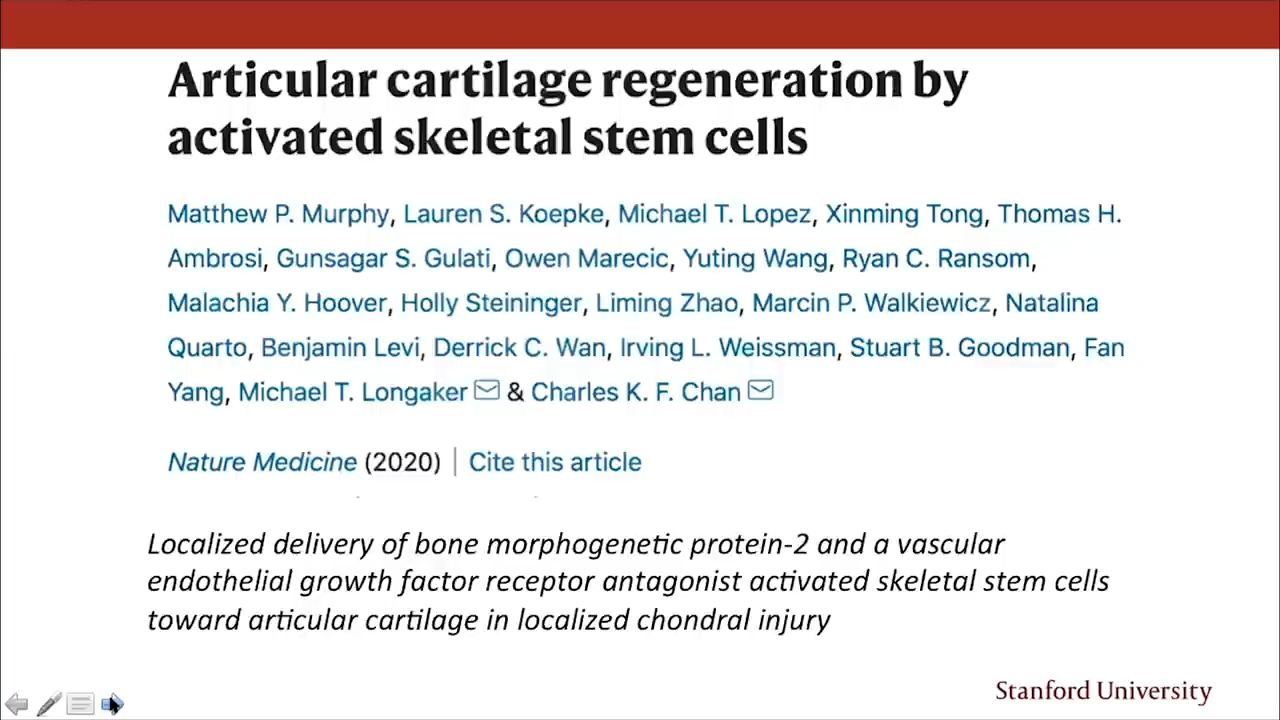 Articular cartilage regeneration by
activated skeletal stem cells
Matthew P. Murphy, Lauren S. Koepke, Michael T. Lopez, Xinming Tong, Thomas H.
Ambrosi, Gunsagar S. Gulati, Owen Marecic, Yuting Wang, Ryan C. Ransom,
Malachia Y. Hoover, Holly Steininger, Liming Zhao, Marcin P. Walkiewicz, Natalina
Quarto, Benjamin Levi, Derrick C. Wan, Irving L. Weissman, Stuart B. Goodman, Fan
Yang, Michael T. Longaker & Charles K. F. Chan
Nature Medicine (2020) | Cite this article
Localized delivery of bone morphogenetic protein-2 and a vascular
endothelial growth factor receptor antagonist activated skeletal stem cells
toward articular cartilage in localized chondral injury
Stanford University